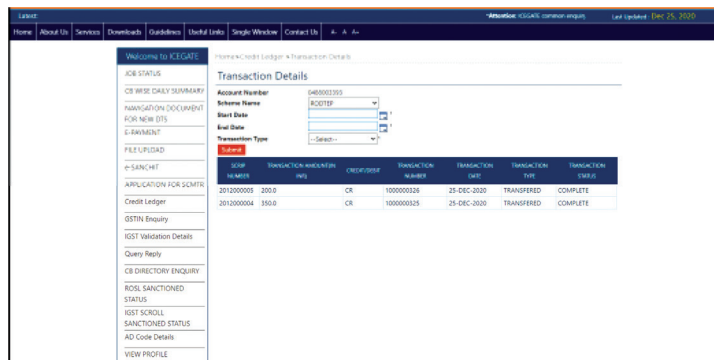 Latest:
*Attention: ICEGATE common enquiry
Last Updated : Dec 25, 2020
Home About Us Services Downloads Guidelines Useful Links Single Window Contact Us A- A A+
Welcome to ICEGATE
JOB STATUS
CB WISE DAILY SUMMARY
NAVIGATION DOCUMENT
FOR NEW DTS
E-PAYMENT
FILE UPLOAD
e-SANCHIT
APPLICATION FOR SCMTR
Credit Ledger
GSTIN Enquiry
IGST Validation Details
Query Reply
CB DIRECTORY ENQUIRY
ROSL SANCTIONED
STATUS
IGST SCROLL
SANCTIONED STATUS
AD Code Details
VIEW PROFILE
Home»Credit Ledger »Transaction Details
Transaction Details
Account Number
Scheme Name RODTEP
Start Date *
End Date *
Transaction Type --Select-- *
Submit
SCRIP NUMBER TRANSACTION AMOUNT(IN INR) CREDIT/DEBIT TRANSACTION NUMBER TRANSACTION DATE TRANSACTION TYPE TRANSACTION STATUS
2012000005 200.0 CR 1000000326 25-DEC-2020 TRANSFERED COMPLETE
2012000004 350.0 CR 1000000325 25-DEC-2020 TRANSFERED COMPLETE